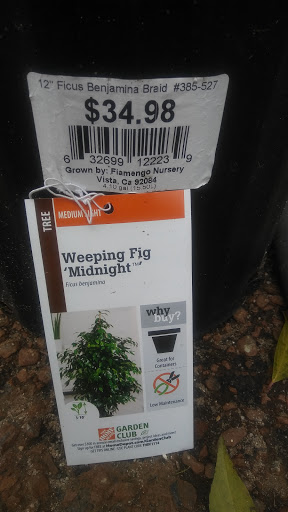 12" Ficus Benjamina Braid #385-527
$34.98
6 32699 12223 9
Grown by: Flamengo Nursery
Vista, Ca 92084
TREE
MEDIUM LIGHT
Weeping Fig
'Midnight'™
Ficus benjamina
why
buy?
Great for
Containers
Low Maintenance
GARDEN
CLUB